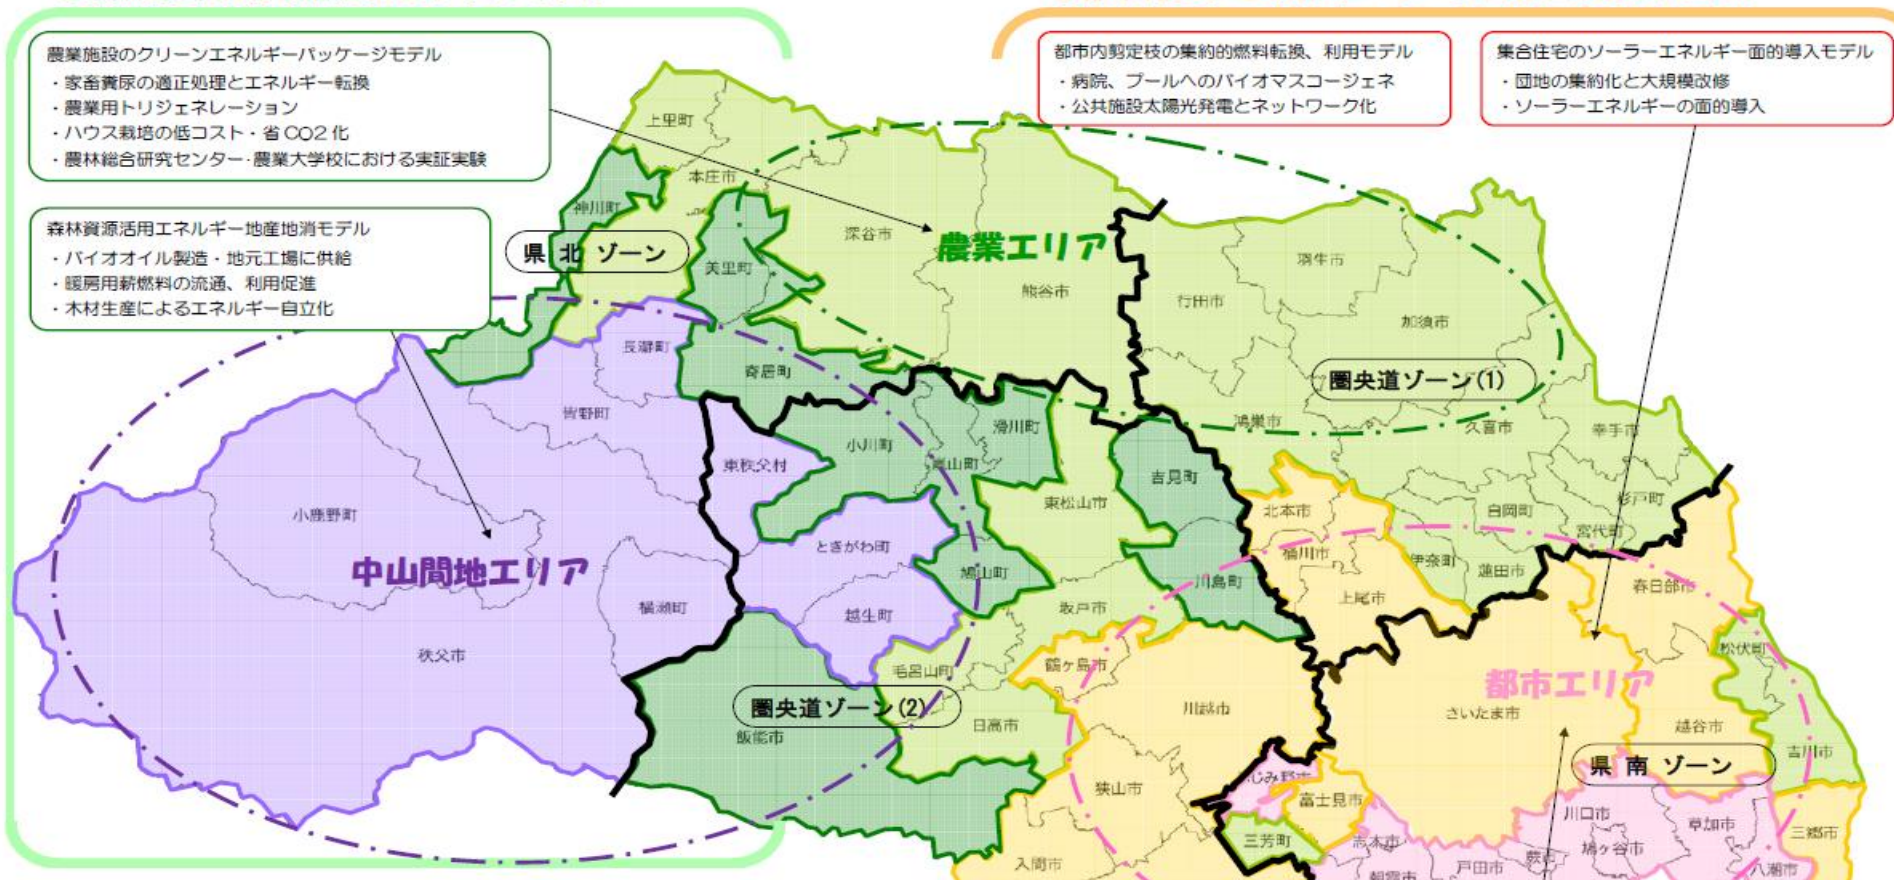 農業施設のクリーンエネルギーパッケージモデル
・家畜糞尿の適正処理とエネルギー転換
・農業用トリジェネレーション
・ハウス栽培の低コスト・省CO2化
・農林総合研究センター・農業大学校における実証実験
森林資源活用エネルギー地産地消モデル
・バイオオイル製造・地元工場に供給
・暖房用薪燃料の流通、利用促進
・木材生産によるエネルギー自立化
都市内剪定枝の集約的燃料転換、利用モデル
・病院、プールへのバイオマスコージェネ
・公共施設太陽光発電とネットワーク化
集合住宅のソーラーエネルギー面的導入モデル
・団地の集約化と大規模改修
・ソーラーエネルギーの面的導入
上里町
本庄市
神川町
県北 ゾーン
美里町
深谷市
農業エリア
熊谷市
羽生市
行田市
加須市
圏央道ゾーン(1)
長瀞町
寄居町
皆野町
小川町
滑川町
嵐山町
鴻巣市
久喜市
幸手市
東秩父村
吉見町
東松山市
小鹿野町
北本市
白岡町
杉戸町
宮代町
ときがわ町
桶川市
伊奈町
蓮田市
中山間地エリア
鳩山町
川島町
春日部市
横瀬町
越生町
坂戸市
上尾市
秩父市
毛呂山町
鶴ヶ島市
松伏町
都市エリア
圏央道ゾーン(2)
飯能市
日高市
川越市
さいたま市
越谷市
吉川市
県南 ゾーン
狭山市
じみ野市
富士見市
川口市
草加市
三郷市
入間市
三芳町
志木市
戸田市
蕨市
鳩ヶ谷市
八潮市
朝霞市